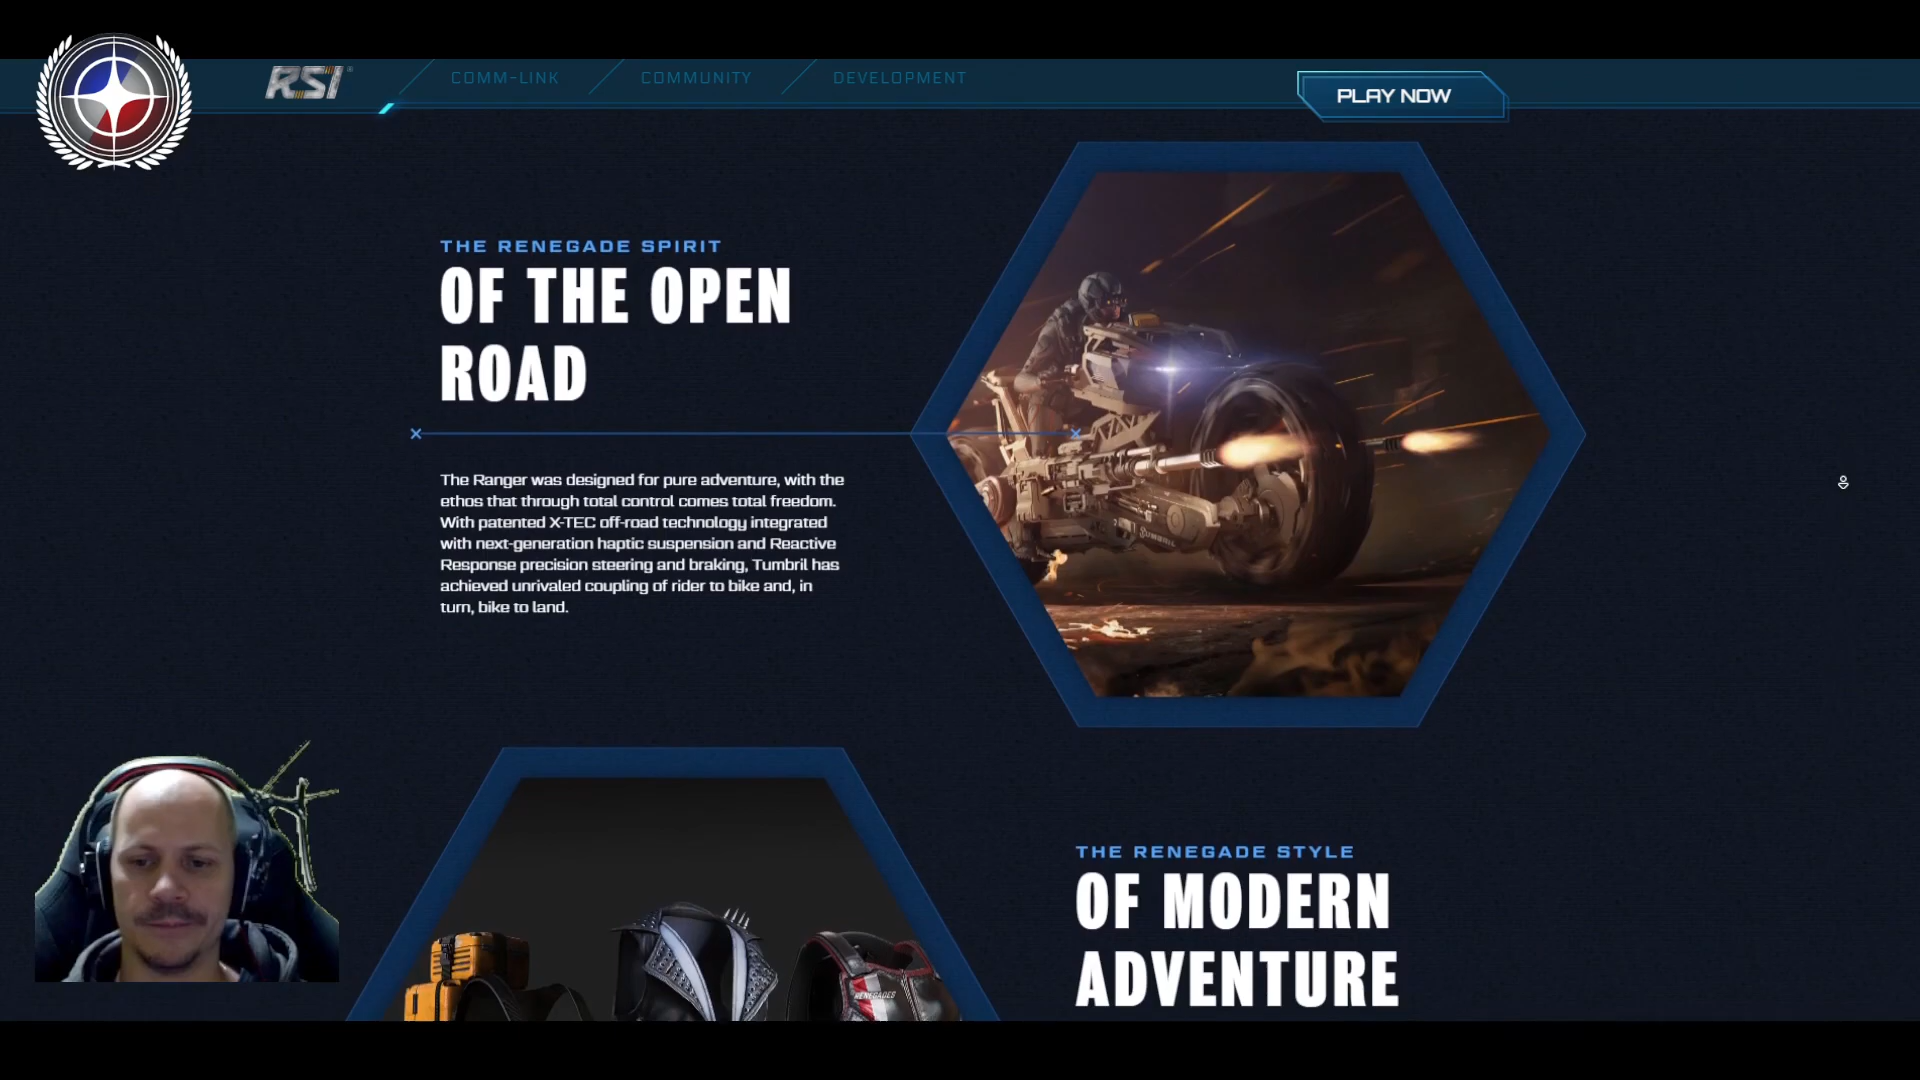 RSI
COMM-LINK
COMMUNITY
DEVELOPMENT
PLAY NOW
THE RENEGADE SPIRIT
OF THE OPEN
ROAD
The Ranger was designed for pure adventure, with the
ethos that through total control comes total freedom.
With patented X-TEC off-road technology integrated
with next-generation haptic suspension and Reactive
Response precision steering and braking, Tumbril has
achieved unrivaled coupling of rider to bike and, in
turn, bike to land.
TUMBRIL
THE RENEGADE STYLE
OF MODERN
ADVENTURE
RENEGADES